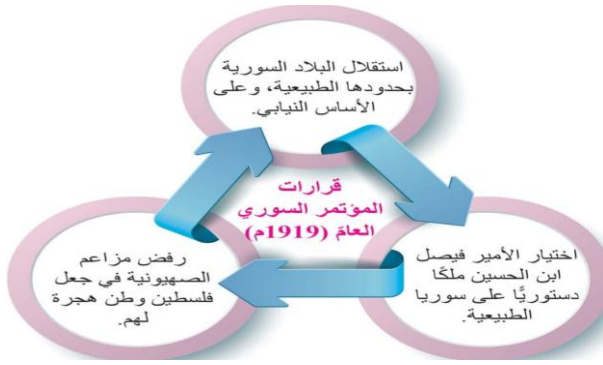 استقلال البلاد السورية
بحدودها الطبيعية، وعلى
الأساس النيابي.
قرارات
المؤتمر السوري
العامّ (1919م)
اختيار الأمير فيصل
ابن الحسين ملكًا
دستوريًّا على سوريا
الطبيعية.
رفض مزاعم
الصهيونية في جعل
فلسطين وطن هجرة
لهم.